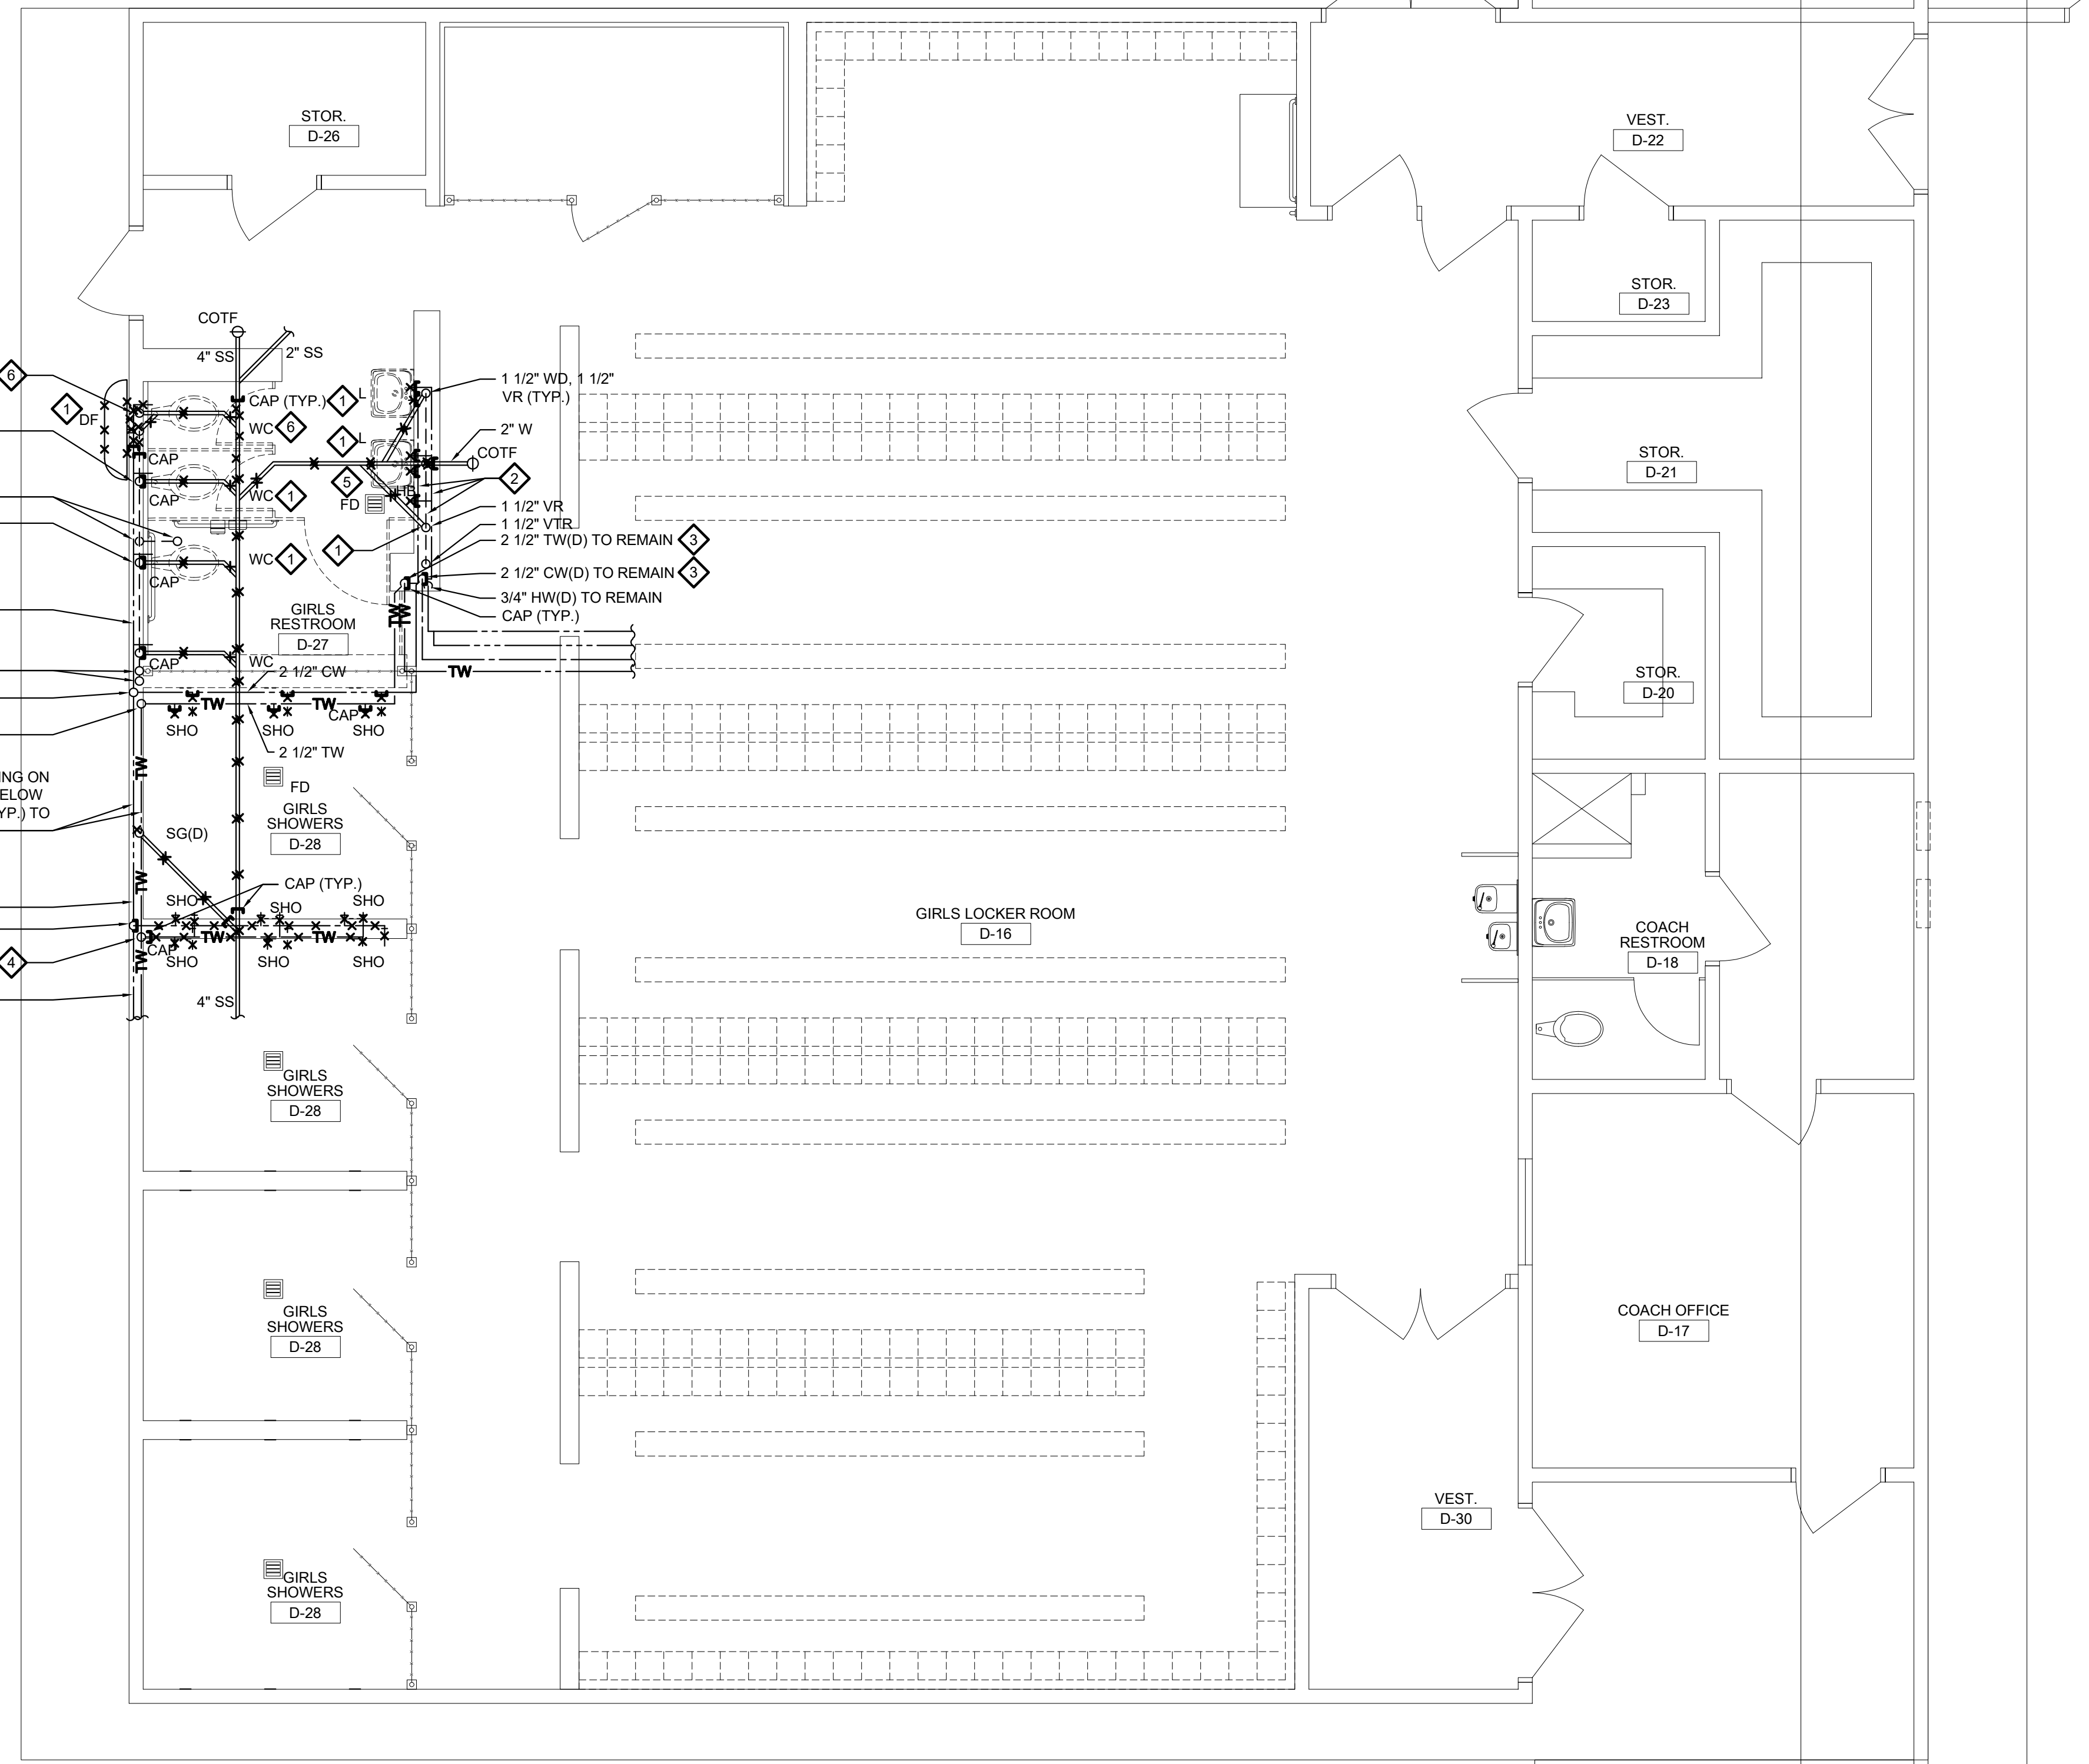 STOR.
D-26
VEST.
D-22
STOR.
D-23
COTF
4" SS
2" SS
6
1
DF
CAP (TYP.)
1
L
1 1/2" WD, 1 1/2"
VR (TYP.)
WC
6
1
L
2" W
COTF
CAP
STOR.
D-21
5
HB
2
CAP
WC
1
FD
1 1/2" VR
1 1/2" VTR
2 1/2" TW(D) TO REMAIN
3
WC
1
1
2 1/2" CW(D) TO REMAIN
3
CAP
3/4" HW(D) TO REMAIN
CAP (TYP.)
TW
GIRLS
RESTROOM
D-27
CAP
WC
2 1/2" CW
TW
STOR.
D-20
TW
TW
CAP
SHO
SHO
SHO
2 1/2" TW
TW
ING ON
ELOW
YP.) TO
FD
GIRLS
SHOWERS
D-28
SG(D)
TW
CAP (TYP.)
SHO
SHO
SHO
GIRLS LOCKER ROOM
D-16
COACH
RESTROOM
D-18
TW
TW
CAP
4
TW
SHO
SHO
SHO
4" SS
GIRLS
SHOWERS
D-28
GIRLS
SHOWERS
D-28
COACH OFFICE
D-17
VEST.
D-30
GIRLS
SHOWERS
D-28